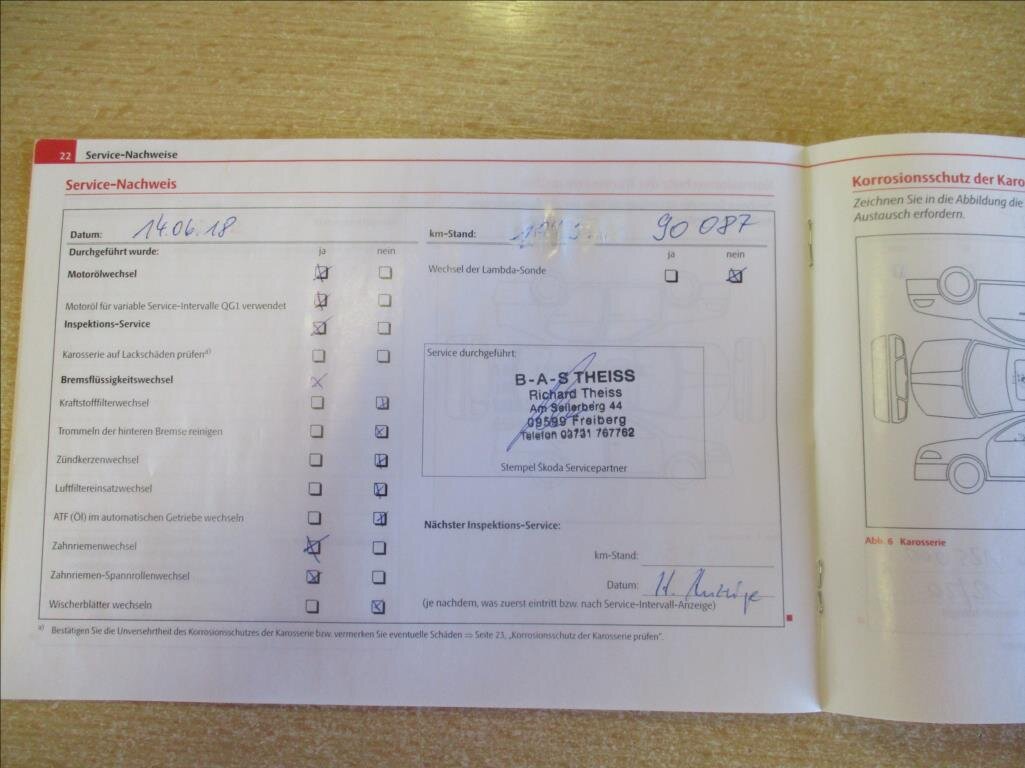 22 Service-Nachweise
Service-Nachweis
Datum: 14.06.18
km-Stand: 90 087
Durchgeführt wurde: ja nein
Motorölwechsel
Motoröl für variable Service-Intervalle QG1 verwendet
Inspektions-Service
Karosserie auf Lackschäden prüfen a)
Bremsflüssigkeitswechsel
Kraftstofffilterwechsel
Trommeln der hinteren Bremse reinigen
Zündkerzenwechsel
Luftfiltereinsatzwechsel
ATF (Öl) im automatischen Getriebe wechseln
Zahnriemenwechsel
Zahnriemen-Spannrollenwechsel
Wischerblätter wechseln
ja nein
Wechsel der Lambda-Sonde
Service durchgeführt:
B-A-S THEISS
Richard Theiss
Am Seilerberg 44
09599 Freiberg
Telefon 03731 767762
Stempel Škoda Servicepartner
Nächster Inspektions-Service:
km-Stand:
Datum: lt. Anzeige
(je nachdem, was zuerst eintritt bzw. nach Service-Intervall-Anzeige)
a) Bestätigen Sie die Unversehrtheit des Korrosionsschutzes der Karosserie bzw. vermerken Sie eventuelle Schäden ⇒ Seite 23, „Korrosionsschutz der Karosserie prüfen".
Korrosionsschutz der Karo
Zeichnen Sie in die Abbildung die
Austausch erfordern.
Abb. 6 Karosserie